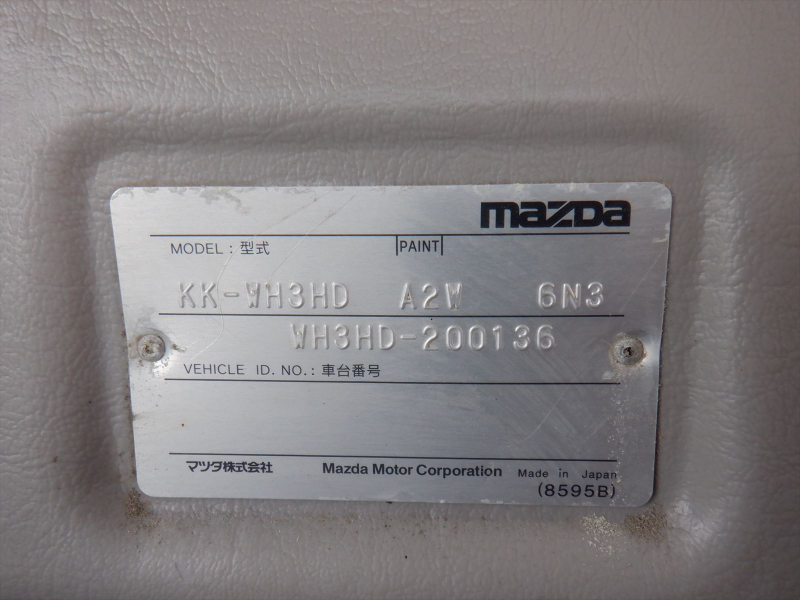 mazda
MODEL : 型式 PAINT
KK-WH3HD A2W 6N3
WH3HD-200136
VEHICLE ID. NO. : 車台番号
マツダ株式会社 Mazda Motor Corporation Made in Japan
(8595B)